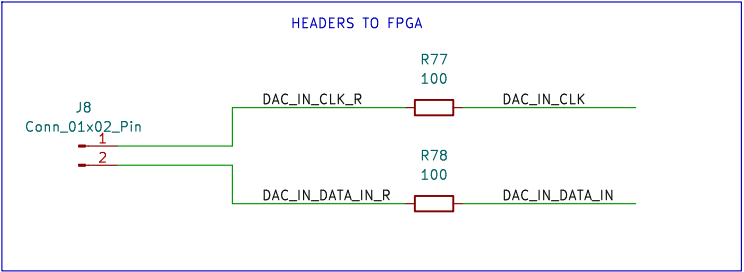 HEADERS TO FPGA
R77
100
DAC_IN_CLK_R
DAC_IN_CLK
J8
Conn_01x02_Pin
1
2
R78
100
DAC_IN_DATA_IN_R
DAC_IN_DATA_IN